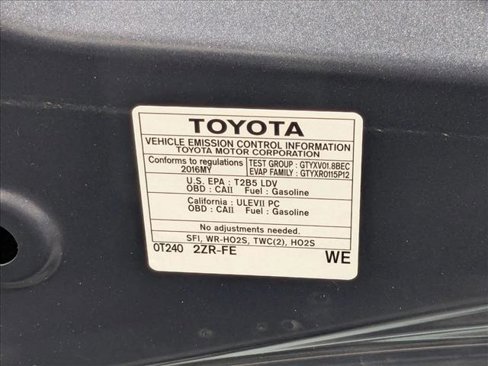 TOYOTA
VEHICLE EMISSION CONTROL INFORMATION
TOYOTA MOTOR CORPORATION
Conforms to regulations TEST GROUP : GTYXV01.8BEC
2016MY EVAP FAMILY : GTYXR0115P12
U.S. EPA : T2B5 LDV
OBD : CAII Fuel : Gasoline
California : ULEVII PC
OBD : CAII Fuel : Gasoline
No adjustments needed.
SFI, WR-HO2S, TWC(2), HO2S
0T240 2ZR-FE WE